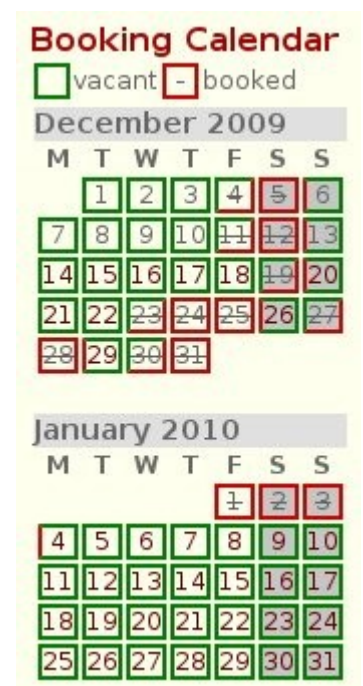 Booking Calendar
vacant - booked
December 2009
M T W T F S S
1 2 3 4 5 6
7 8 9 10 11 12 13
14 15 16 17 18 19 20
21 22 23 24 25 26 27
28 29 30 31
January 2010
M T W T F S S
1 2 3
4 5 6 7 8 9 10
11 12 13 14 15 16 17
18 19 20 21 22 23 24
25 26 27 28 29 30 31